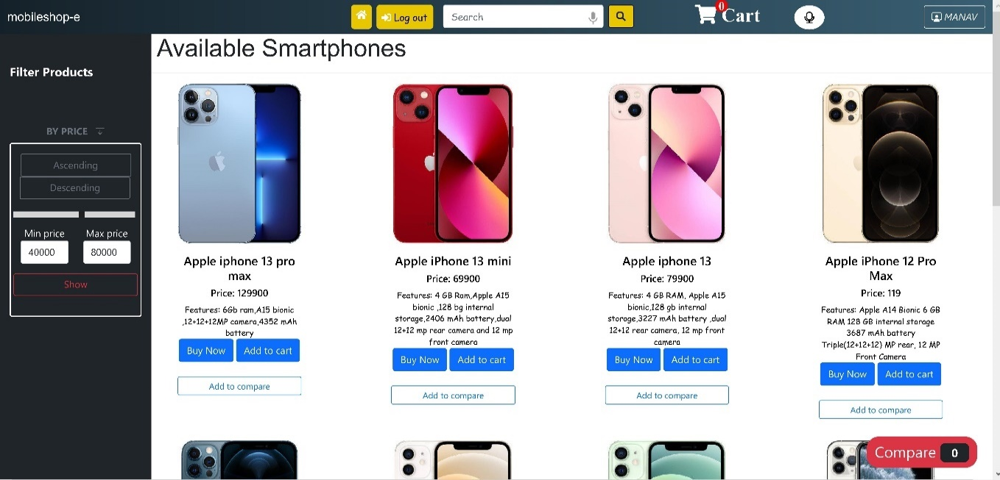 mobileshop-e
Log out
Search
0
Cart
MANAV
Available Smartphones
Filter Products
BY PRICE
Ascending
Descending
Min price
Max price
40000
80000
Show
Apple iphone 13 pro
max
Price: 129900
Features: 6Gb ram,A15 bionic
,12+12+12MP camera,4352 mAh
battery
Buy Now
Add to cart
Add to compare
Apple iPhone 13 mini
Price: 69900
Features: 4 GB Ram,Apple A15
bionic ,128 bg internal
storage,2406 mAh battery,dual
12+12 mp rear camera and 12 mp
front camera
Buy Now
Add to cart
Add to compare
Apple iphone 13
Price: 79900
Features: 4 GB RAM, Apple A15
bionic,128 gb internal
storage,3227 mAh battery ,dual
12+12 rear camera, 12 mp front
camera
Buy Now
Add to cart
Add to compare
Apple iPhone 12 Pro
Max
Price: 119
Features: Apple A14 Bionic 6 GB
RAM 128 GB internal storage
3687 mAh battery
Triple(12+12+12) MP rear, 12 MP
Front Camera
Buy Now
Add to cart
Add to compare
Compare 0